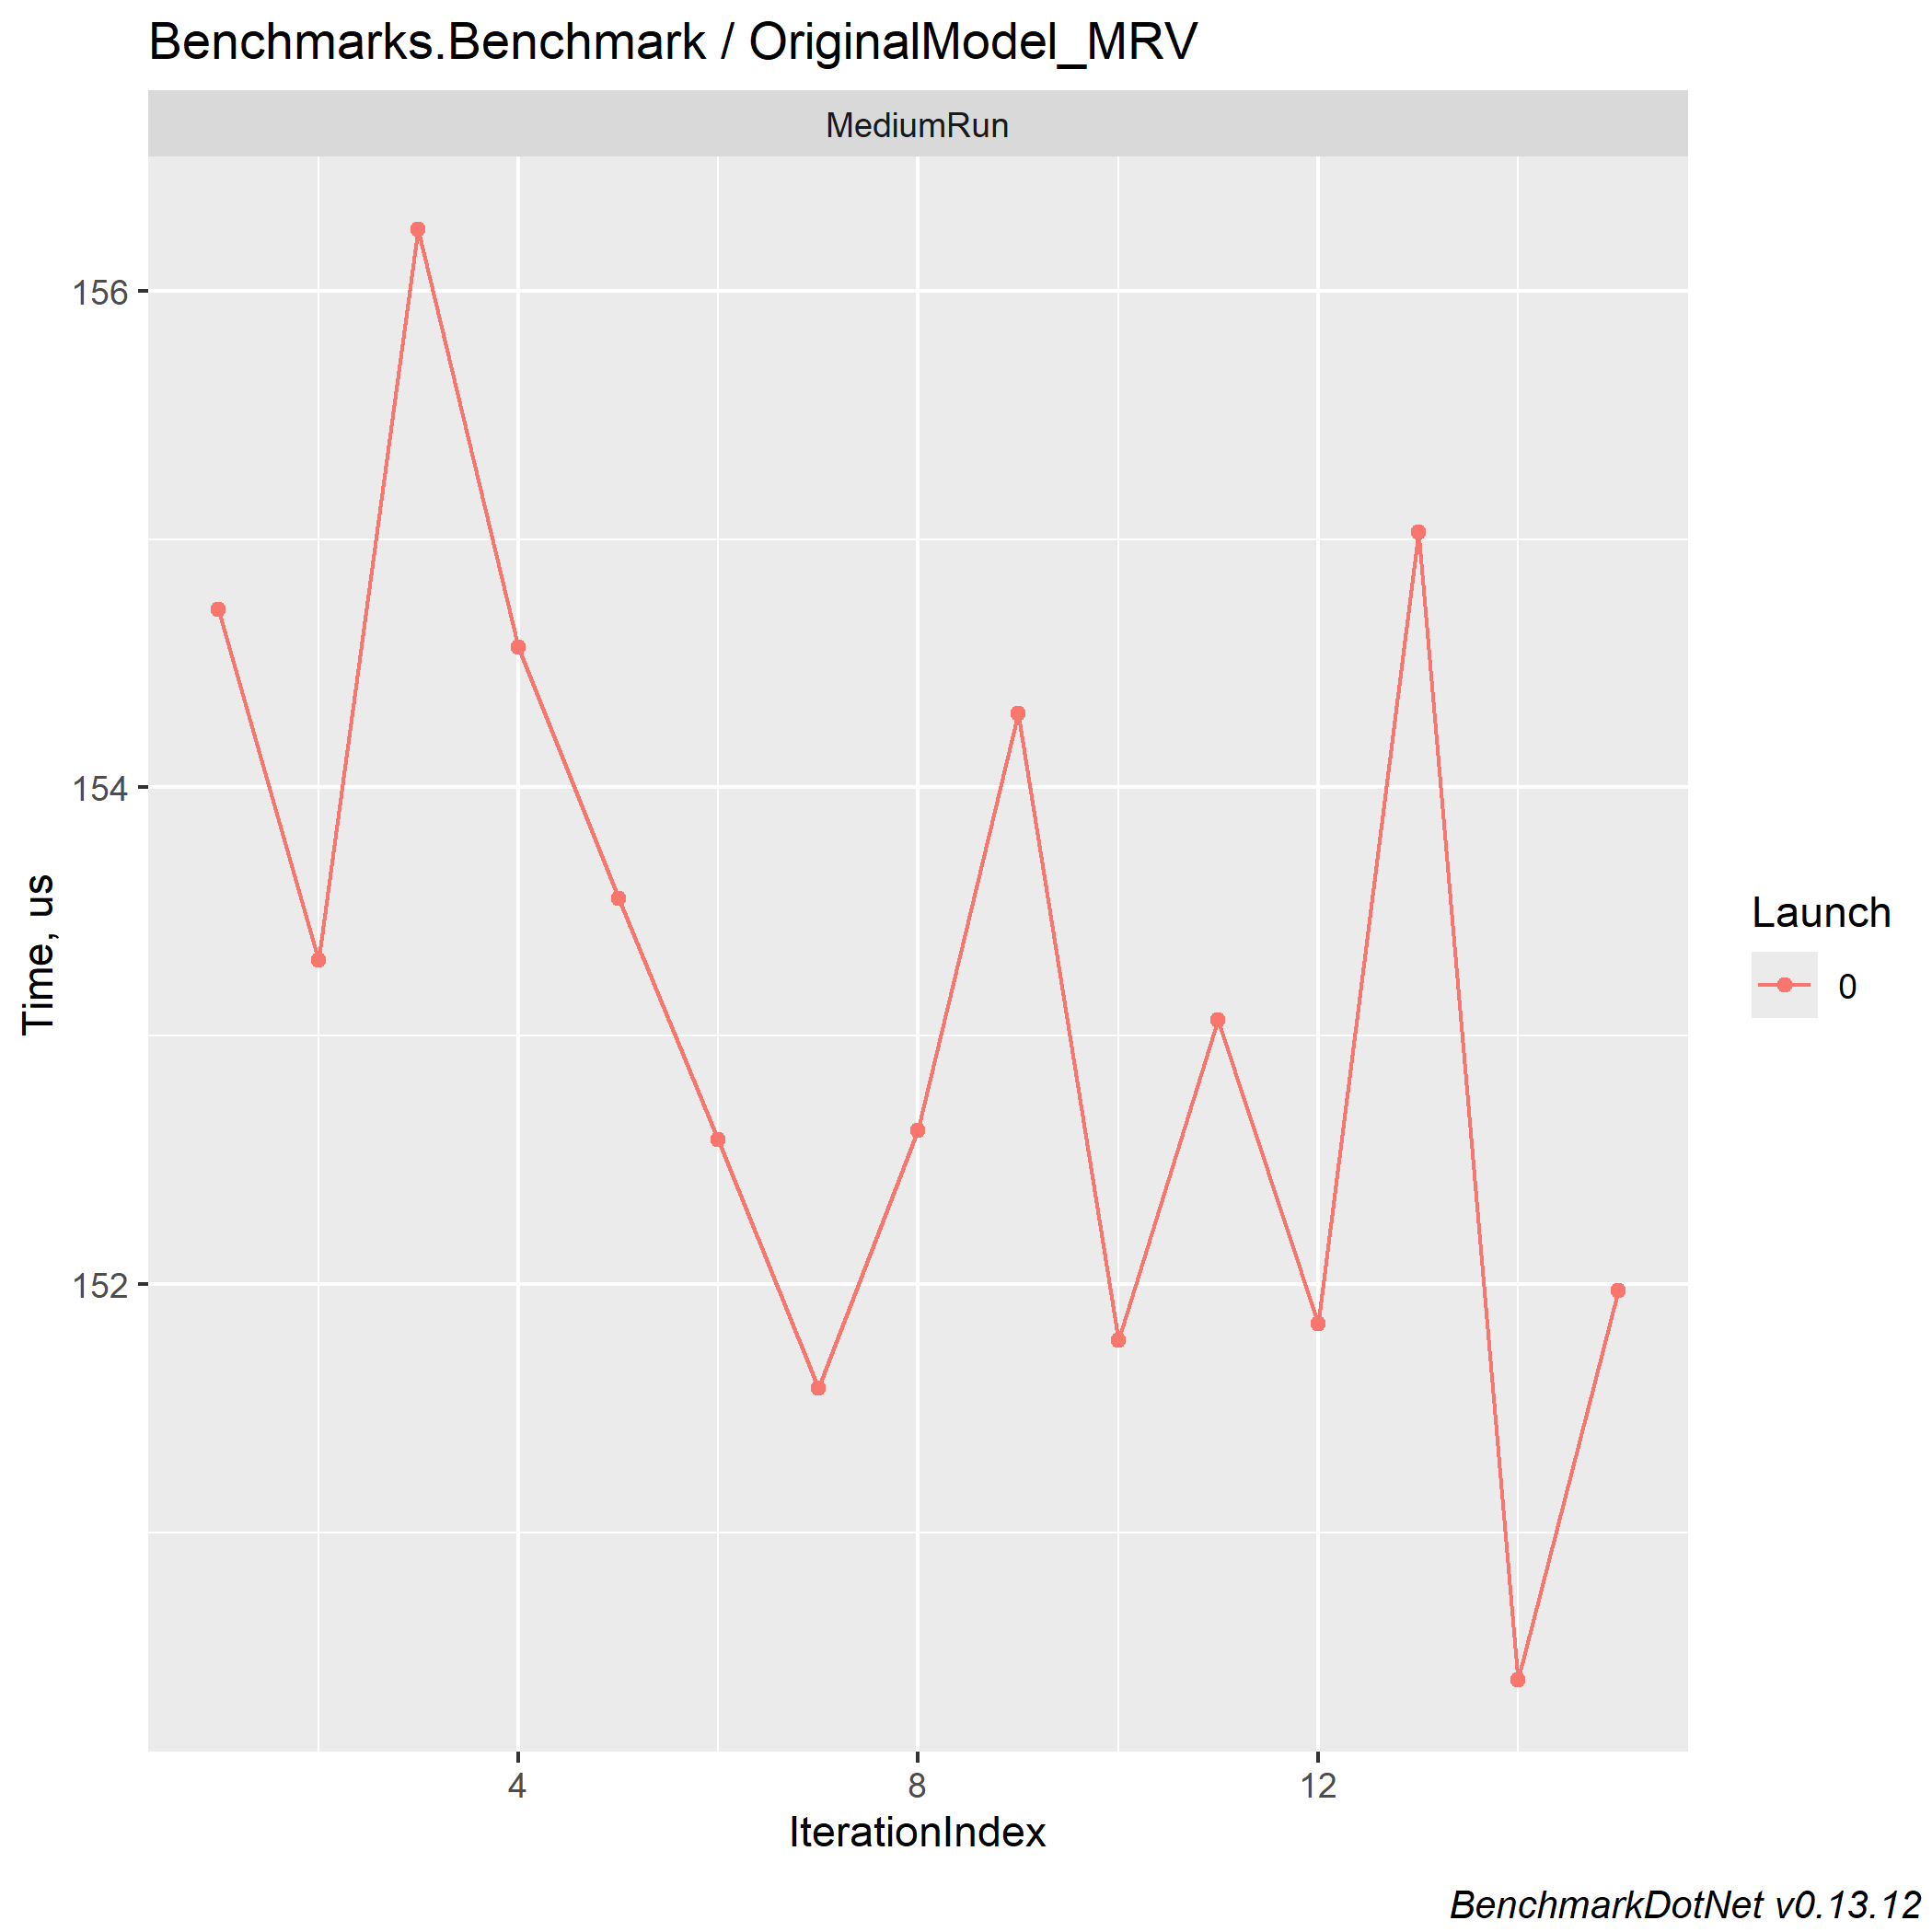 Benchmarks.Benchmark / OriginalModel_MRV
MediumRun
156
154
152
Time, us
4 8 12
IterationIndex
Launch
0
BenchmarkDotNet v0.13.12